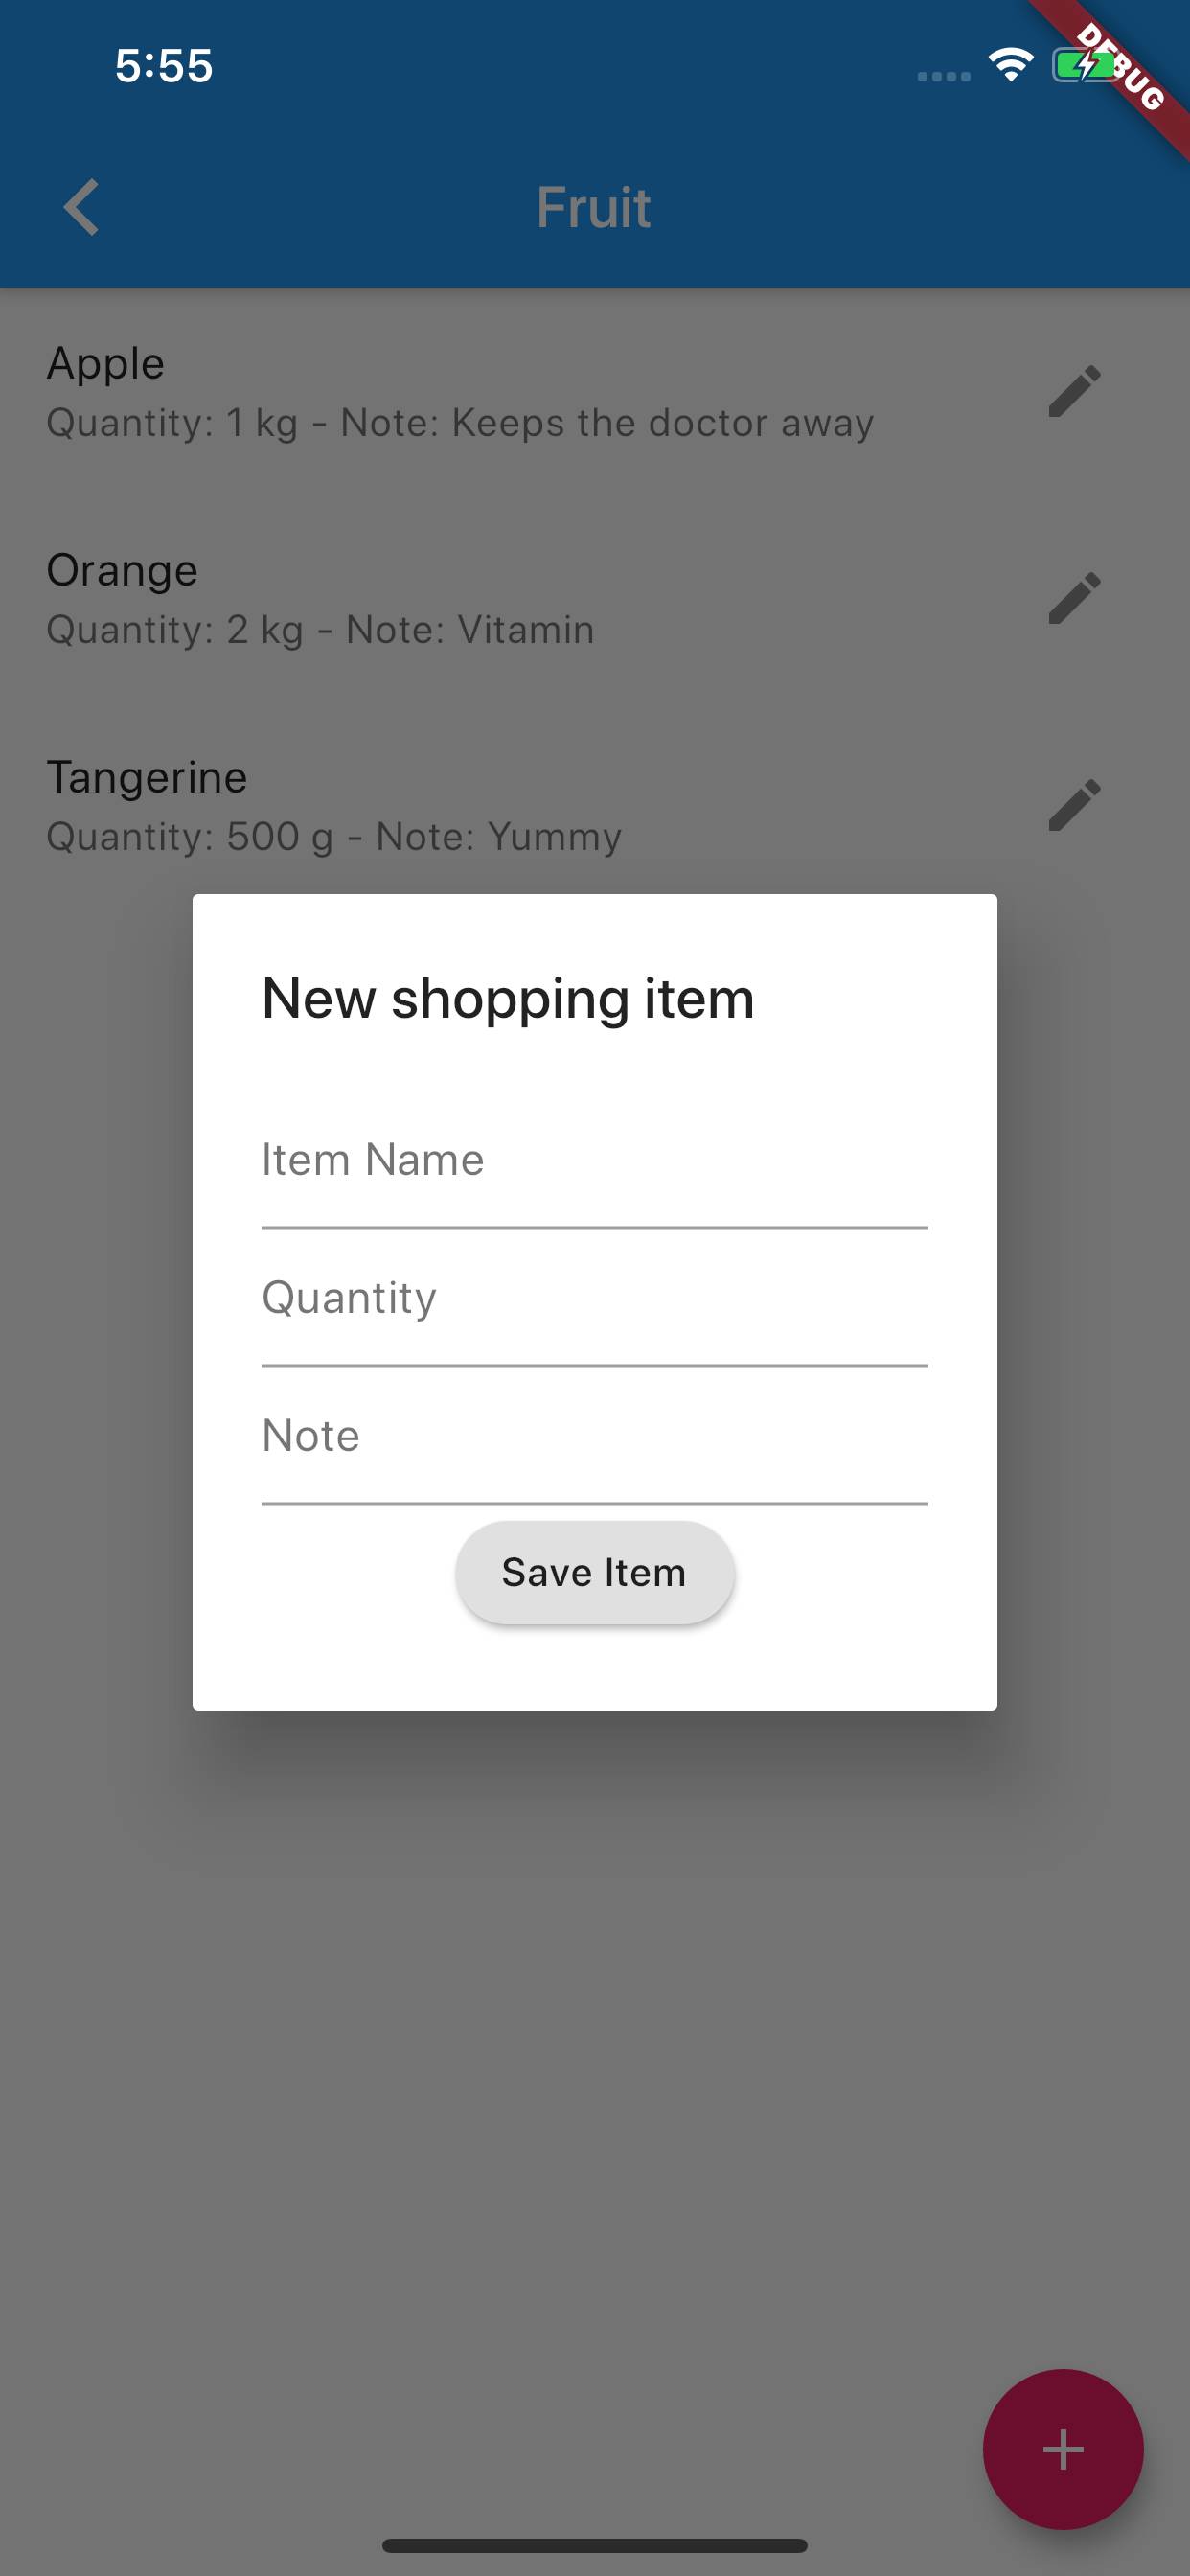 5:55
DEBUG
Fruit
Apple
Quantity: 1 kg - Note: Keeps the doctor away
Orange
Quantity: 2 kg - Note: Vitamin
Tangerine
Quantity: 500 g - Note: Yummy
New shopping item
Item Name
Quantity
Note
Save Item